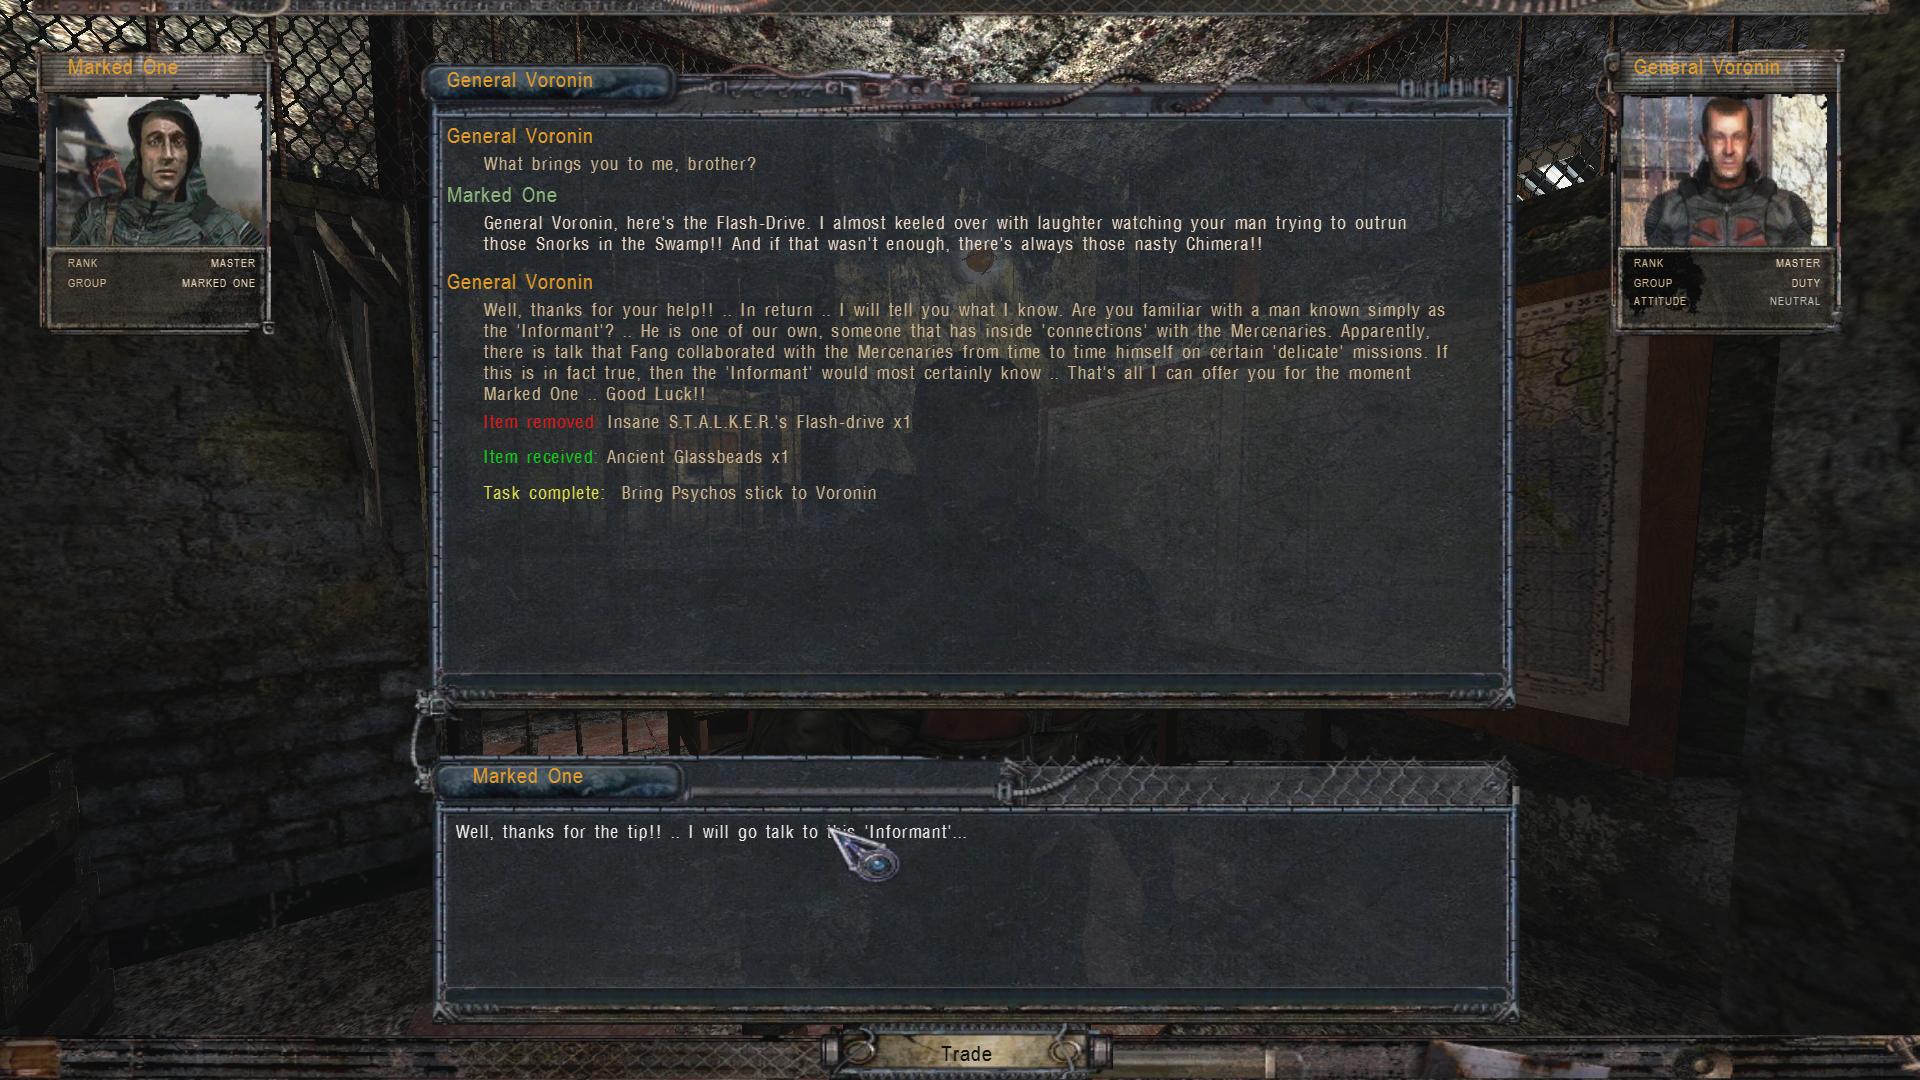 Marked One
RANK MASTER
GROUP MARKED ONE
General Voronin
General Voronin
What brings you to me, brother?
Marked One
General Voronin, here's the Flash-Drive. I almost keeled over with laughter watching your man trying to outrun
those Snorks in the Swamp!! And if that wasn't enough, there's always those nasty Chimera!!
General Voronin
Well, thanks for your help!! .. In return .. I will tell you what I know. Are you familiar with a man known simply as
the 'Informant'? .. He is one of our own, someone that has inside 'connections' with the Mercenaries. Apparently,
there is talk that Fang collaborated with the Mercenaries from time to time himself on certain 'delicate' missions. If
this is in fact true, then the 'Informant' would most certainly know .. That's all I can offer you for the moment
Marked One .. Good Luck!!
Item removed: Insane S.T.A.L.K.E.R.'s Flash-drive x1
Item received: Ancient Glassbeads x1
Task complete: Bring Psychos stick to Voronin
General Voronin
RANK MASTER
GROUP DUTY
ATTITUDE NEUTRAL
Marked One
Well, thanks for the tip!! .. I will go talk to this 'Informant'...
Trade